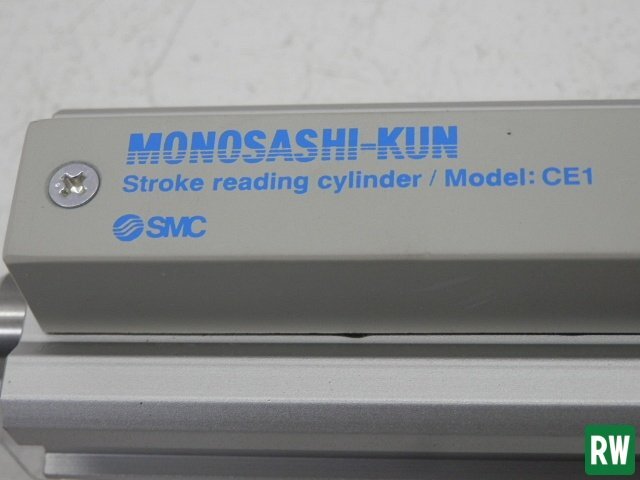 MONOSASHI-KUN
Stroke reading cylinder / Model: CE1
SMC
RW